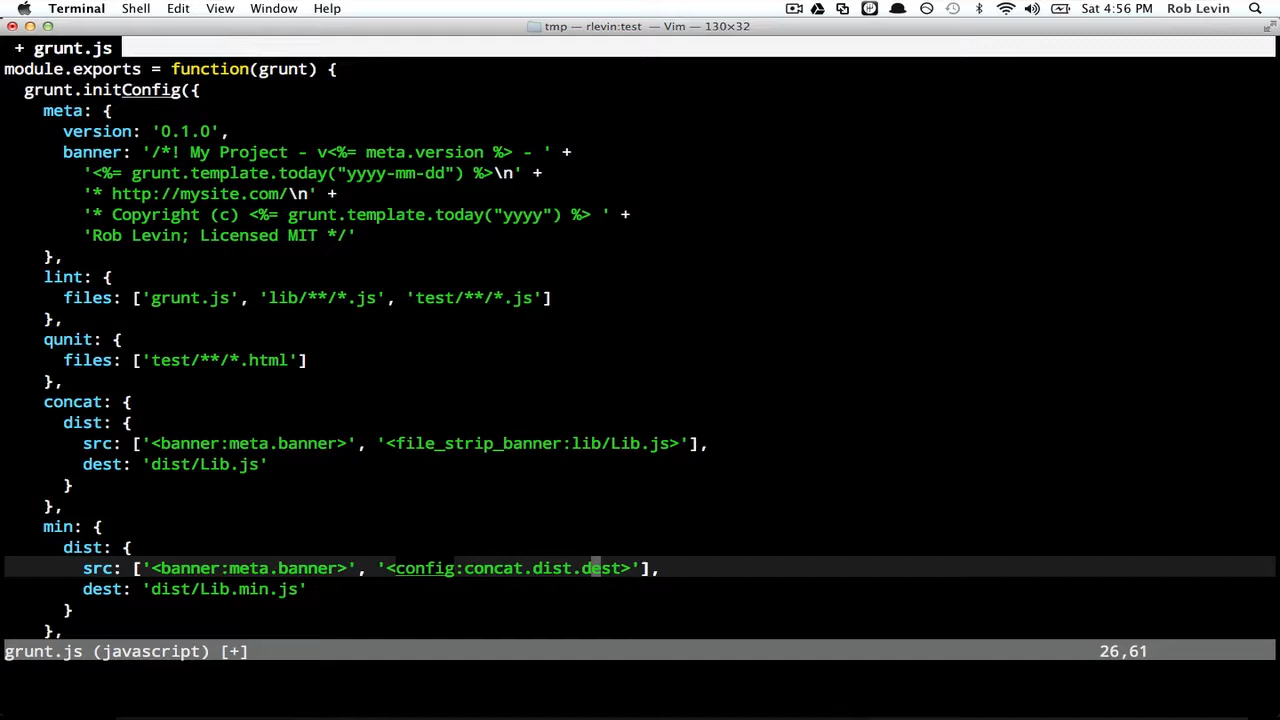 Terminal Shell Edit View Window Help Sat 4:56 PM Rob Levin
tmp — rlevin:test — Vim — 130×32
+ grunt.js
module.exports = function(grunt) {
  grunt.initConfig({
    meta: {
      version: '0.1.0',
      banner: '/*! My Project - v<%= meta.version %> - ' +
        '<%= grunt.template.today("yyyy-mm-dd") %>\n' +
        '* http://mysite.com/\n' +
        '* Copyright (c) <%= grunt.template.today("yyyy") %> ' +
        'Rob Levin; Licensed MIT */'
    },
    lint: {
      files: ['grunt.js', 'lib/**/*.js', 'test/**/*.js']
    },
    qunit: {
      files: ['test/**/*.html']
    },
    concat: {
      dist: {
        src: ['<banner:meta.banner>', '<file_strip_banner:lib/Lib.js>'],
        dest: 'dist/Lib.js'
      }
    },
    min: {
      dist: {
        src: ['<banner:meta.banner>', '<config:concat.dist.dest>'],
        dest: 'dist/Lib.min.js'
      }
    },
grunt.js (javascript) [+] 26,61